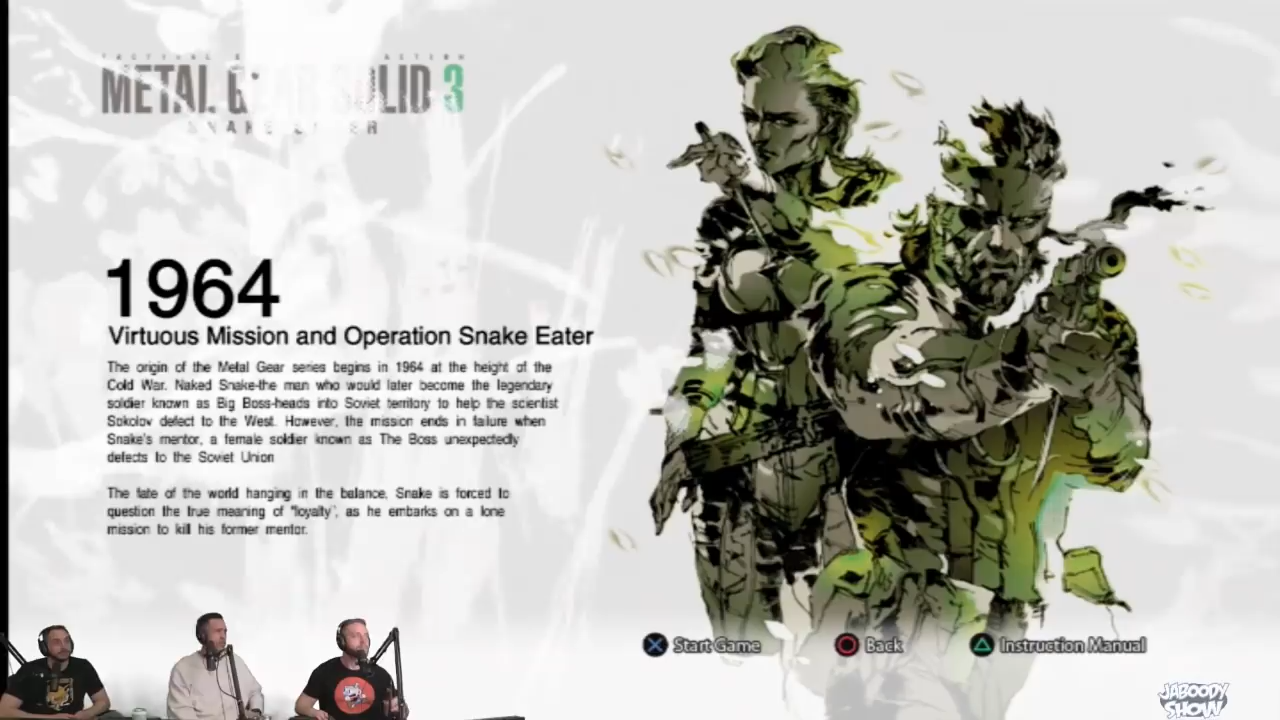 METAL GEAR SOLID 3
SNAKE EATER
1964
Virtuous Mission and Operation Snake Eater
The origin of the Metal Gear series begins in 1964 at the height of the
Cold War. Naked Snake-the man who would later become the legendary
soldier known as Big Boss-heads into Soviet territory to help the scientist
Sokolov defect to the West. However, the mission ends in failure when
Snake's mentor, a female soldier known as The Boss unexpectedly
defects to the Soviet Union
The fate of the world hanging in the balance, Snake is forced to
question the true meaning of "loyalty", as he embarks on a lone
mission to kill his former mentor.
Start Game Back Instruction Manual
JABOODY
SHOW